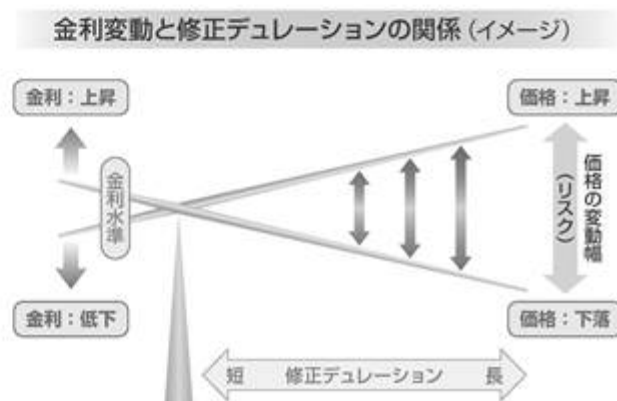 金利変動と修正デュレーションの関係（イメージ）
金利：上昇
価格：上昇
金利水準
価格の変動幅
（リスク）
金利：低下
価格：下落
短 修正デュレーション 長